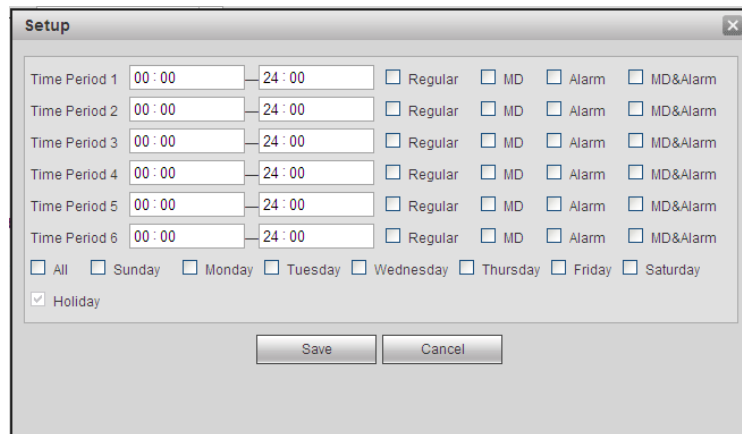 Setup
Time Period 1 00:00 — 24:00 Regular MD Alarm MD&Alarm
Time Period 2 00:00 — 24:00 Regular MD Alarm MD&Alarm
Time Period 3 00:00 — 24:00 Regular MD Alarm MD&Alarm
Time Period 4 00:00 — 24:00 Regular MD Alarm MD&Alarm
Time Period 5 00:00 — 24:00 Regular MD Alarm MD&Alarm
Time Period 6 00:00 — 24:00 Regular MD Alarm MD&Alarm
All Sunday Monday Tuesday Wednesday Thursday Friday Saturday
Holiday
Save Cancel